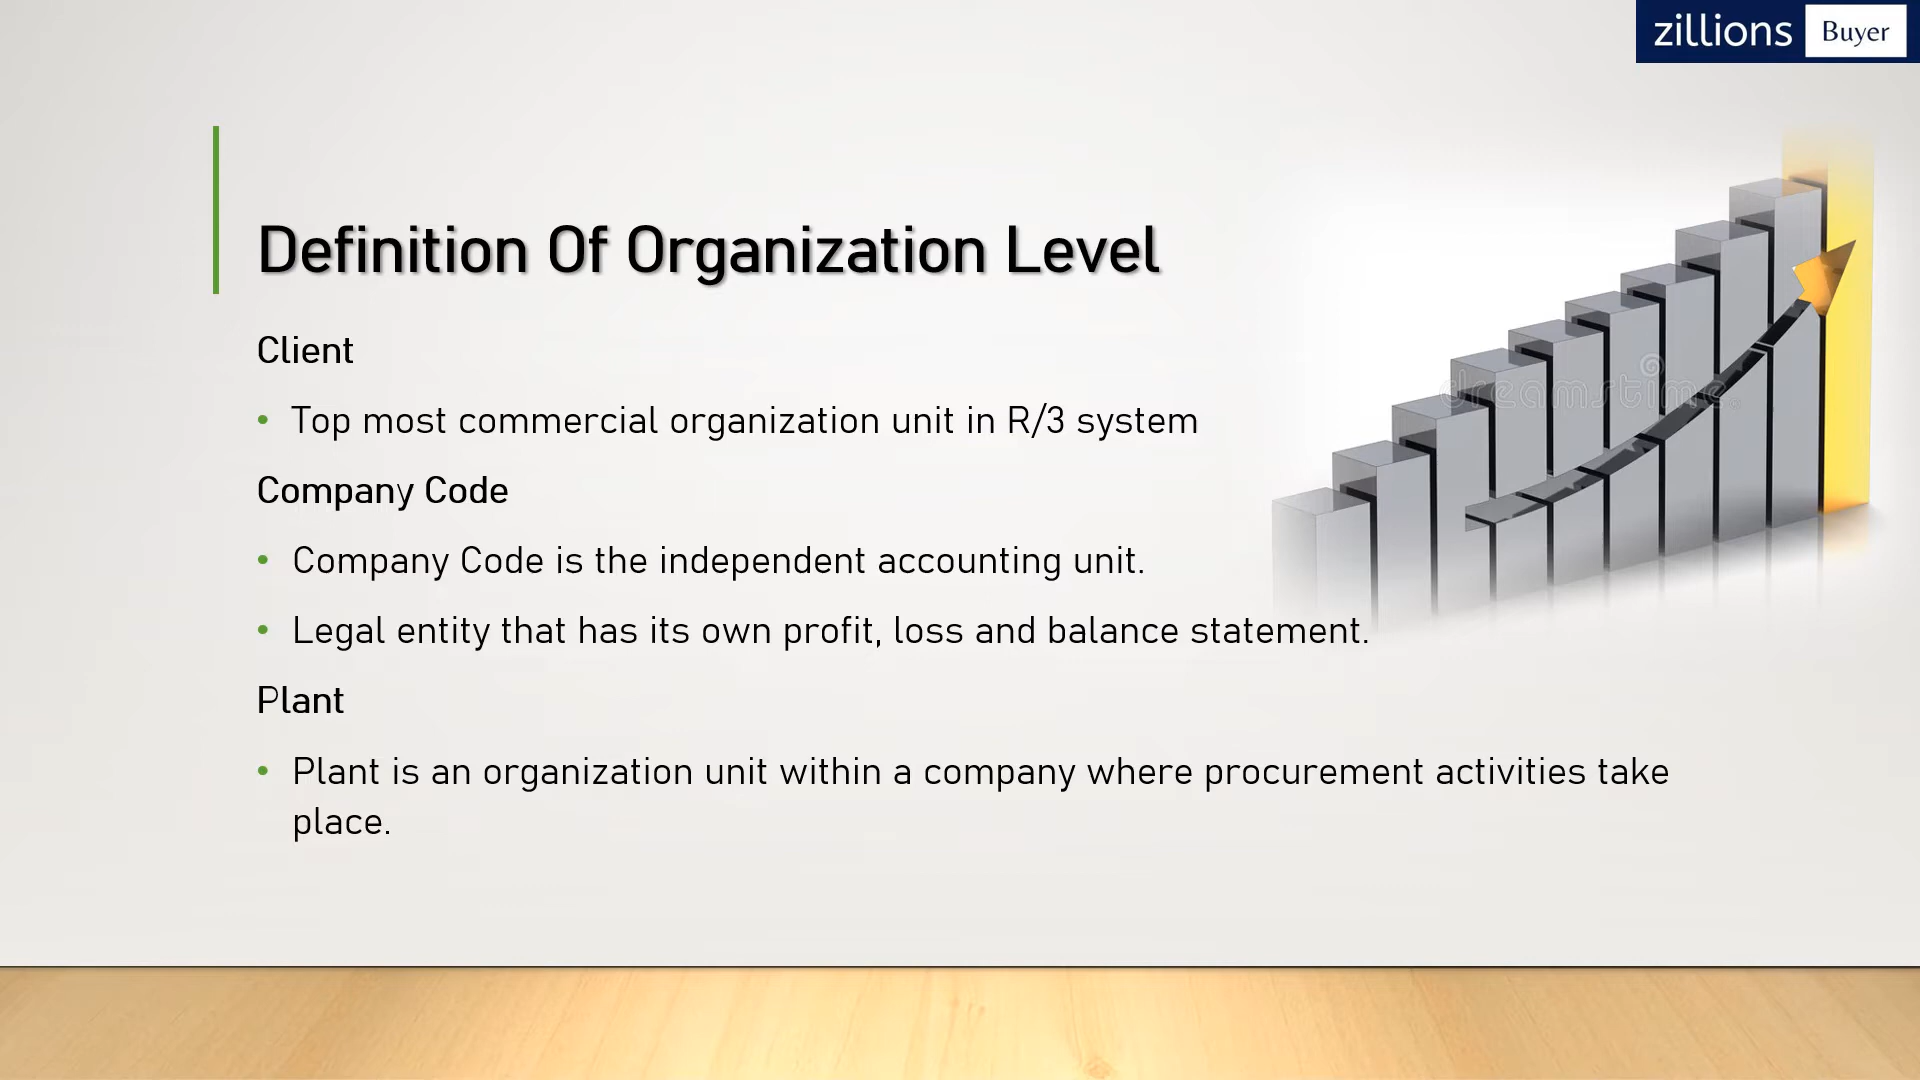 zillions Buyer
Definition Of Organization Level
Client
• Top most commercial organization unit in R/3 system
dreamstime.
Company Code
• Company Code is the independent accounting unit.
• Legal entity that has its own profit, loss and balance statement.
Plant
• Plant is an organization unit within a company where procurement activities take
place.